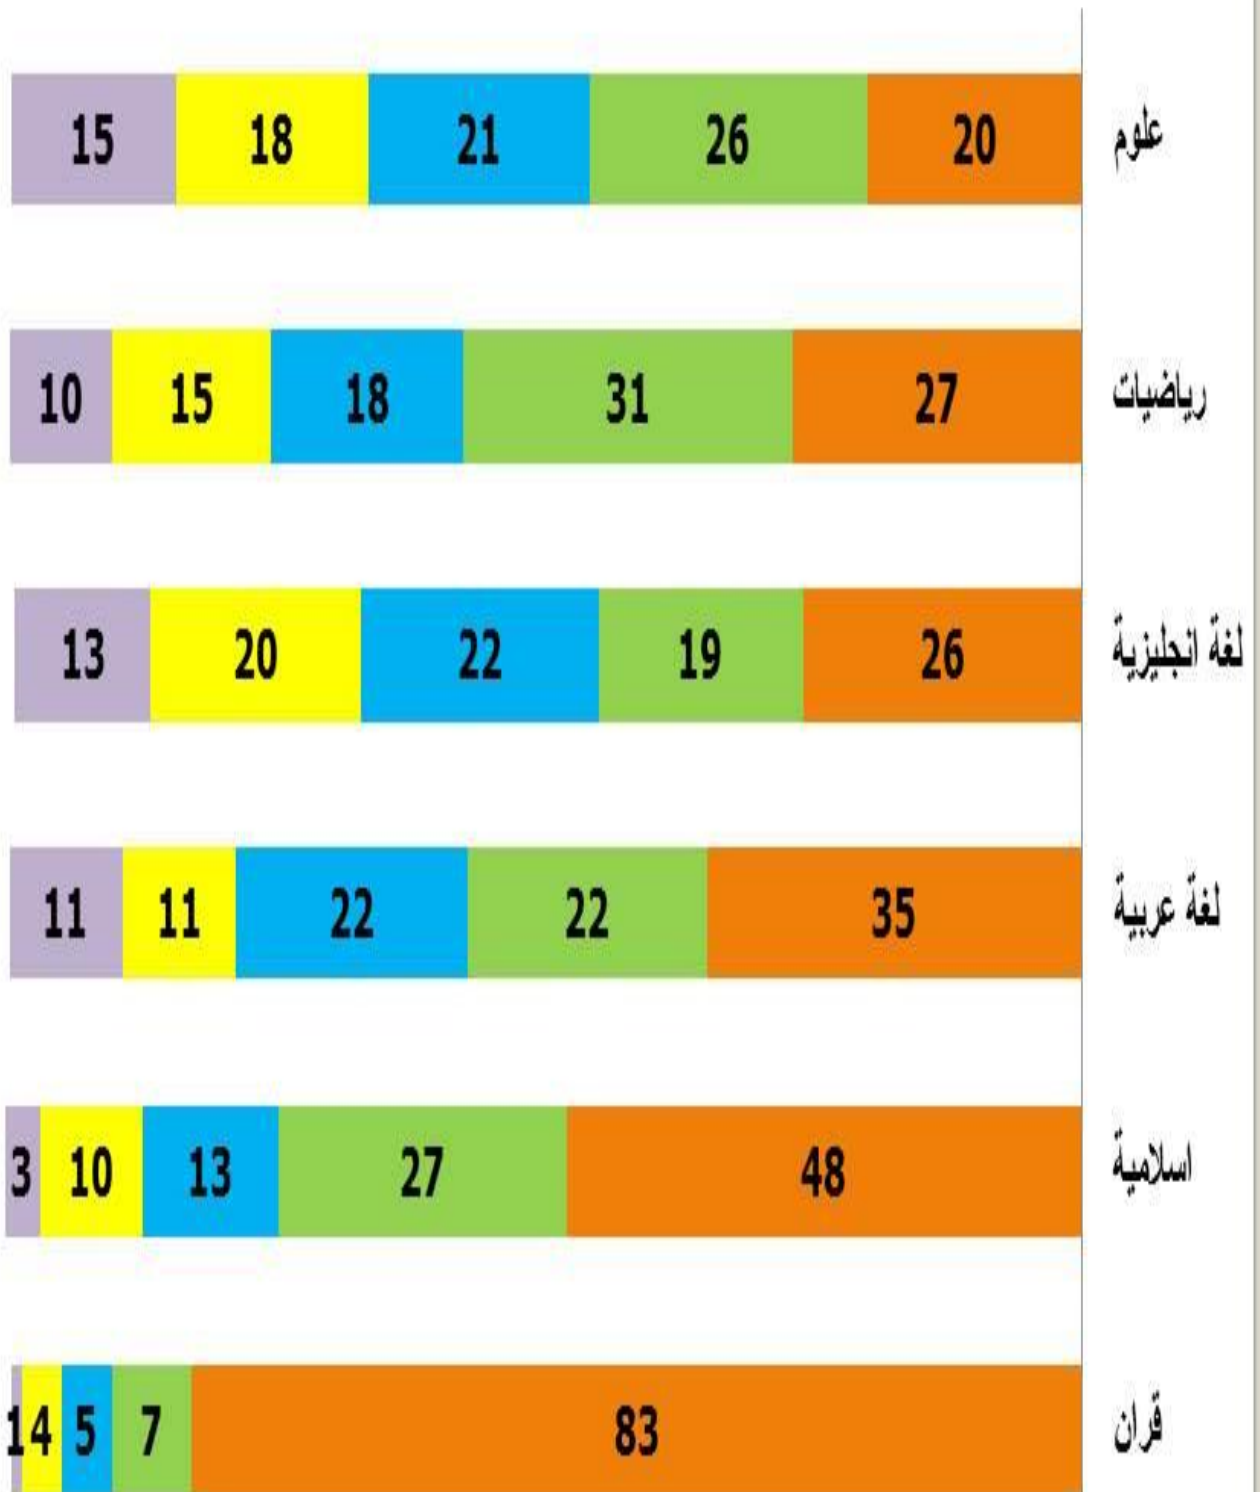 علوم 20 26 21 18 15
رياضيات 27 31 18 15 10
لغة انجليزية 26 19 22 20 13
لغة عربية 35 22 22 11 11
اسلامية 48 27 13 10 3
قران 83 7 5 4 1